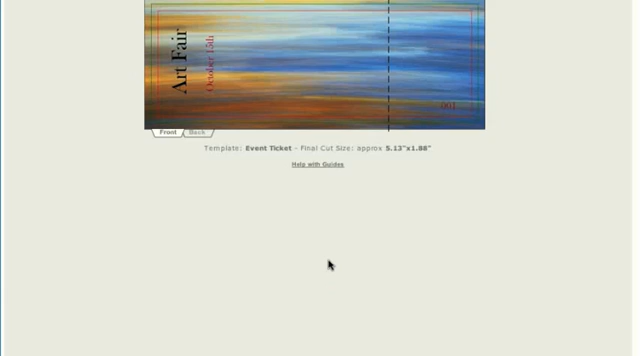 Art Fair
October 15th
001
Front Back
Template: Event Ticket - Final Cut Size: approx 5.13"x1.88"
Help with Guides